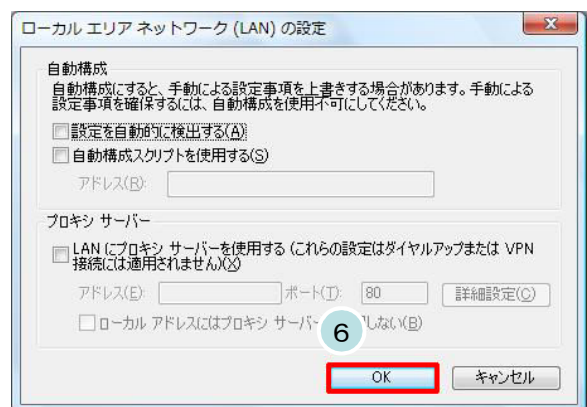 ローカル エリア ネットワーク (LAN) の設定
自動構成
自動構成にすると、手動による設定事項を上書きする場合があります。手動による
設定事項を確保するには、自動構成を使用不可にしてください。
設定を自動的に検出する(A)
自動構成スクリプトを使用する(S)
アドレス(R):
プロキシ サーバー
LAN にプロキシ サーバーを使用する (これらの設定はダイヤルアップまたは VPN
接続には適用されません)(X)
アドレス(E): ポート(T): 80 詳細設定(C)
ローカル アドレスにはプロキシ サーバー しない(B)
6
OK キャンセル